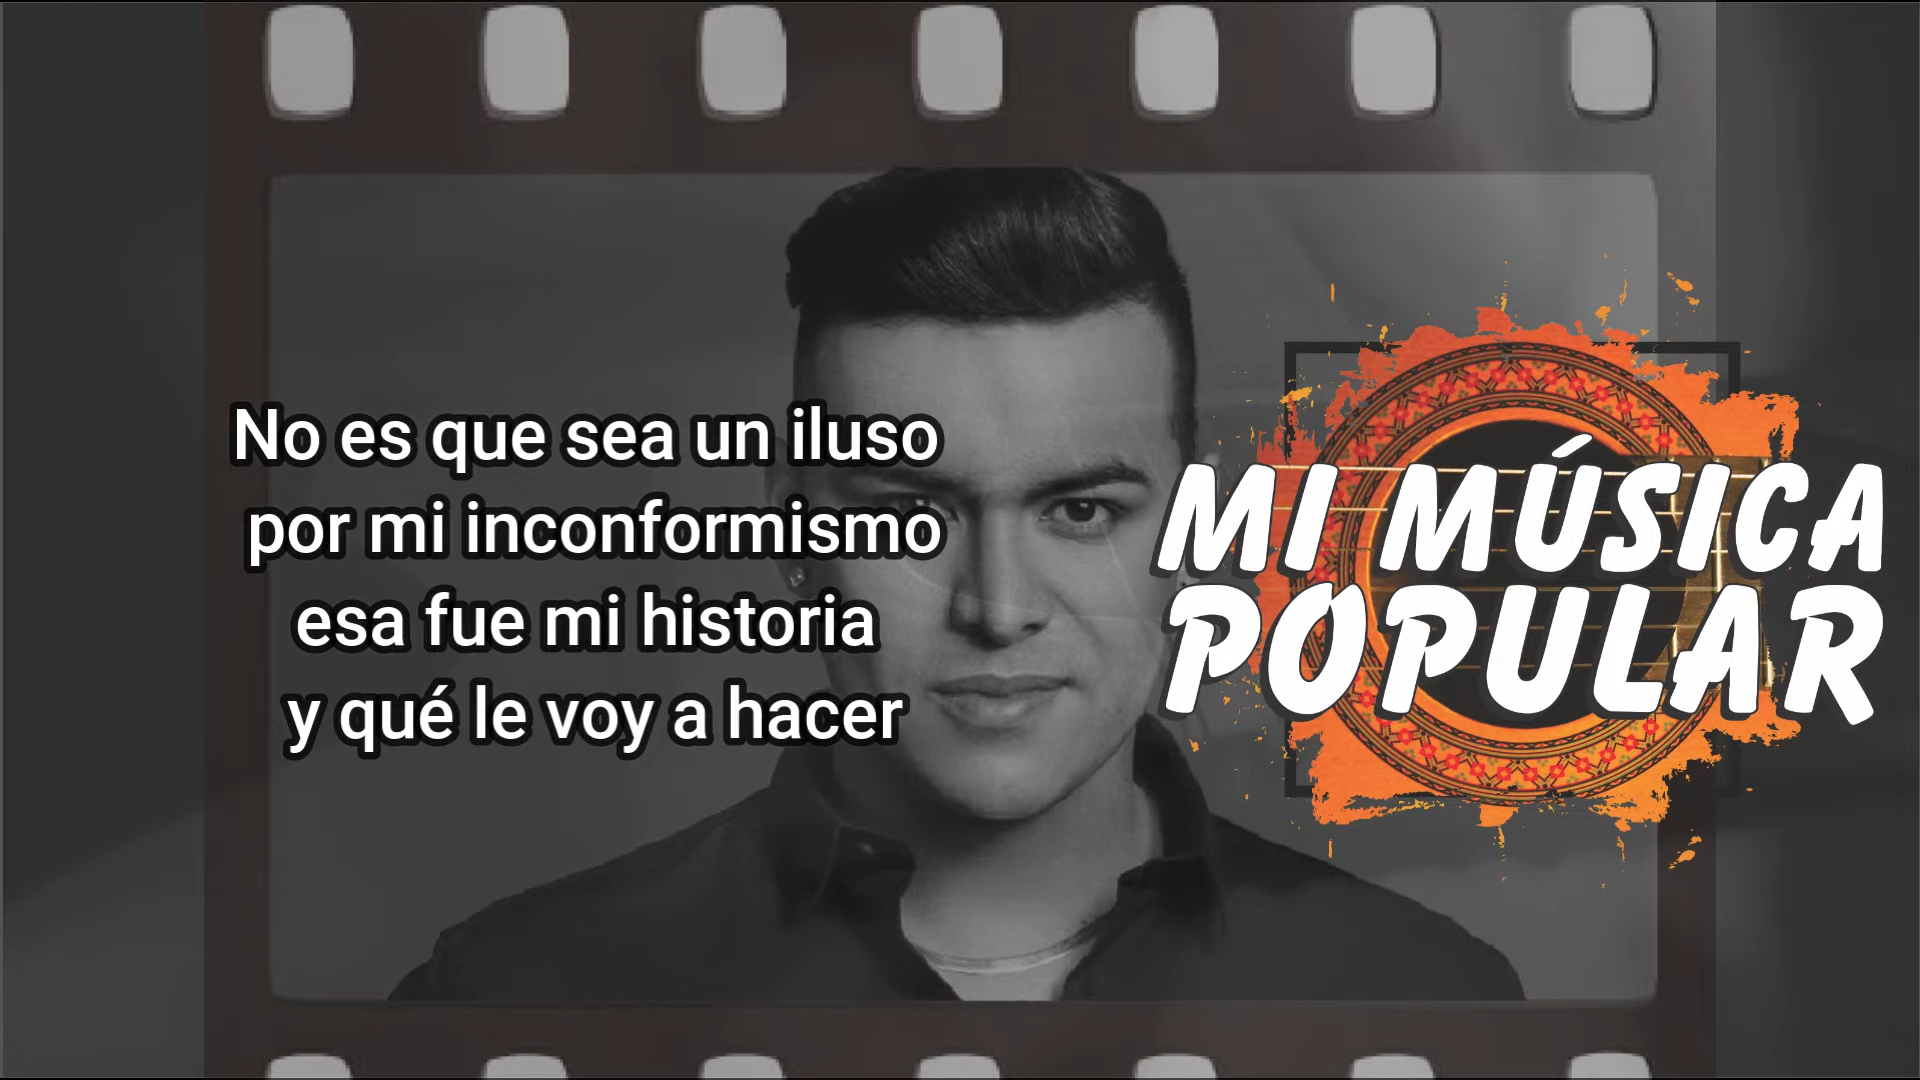 No es que sea un iluso
por mi inconformismo
esa fue mi historia
y qué le voy a hacer
MI MÚSICA
POPULAR